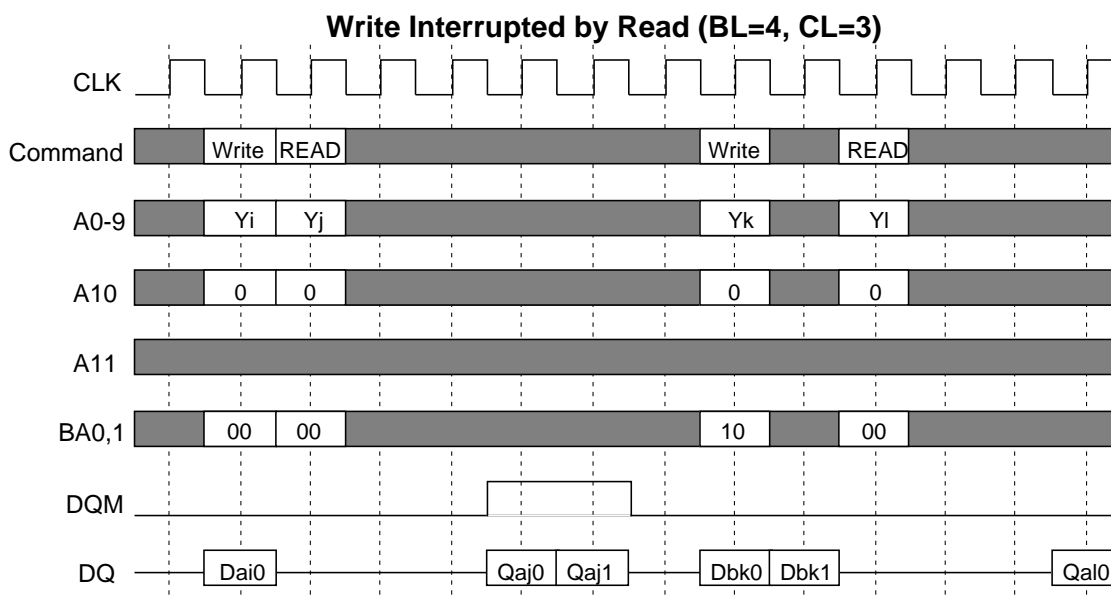 Write Interrupted by Read (BL=4, CL=3)
CLK
Command Write READ Write READ
A0-9 Yi Yj Yk Yl
A10 0 0 0 0
A11
BA0,1 00 00 10 00
DQM
DQ Dai0 Qaj0 Qaj1 Dbk0 Dbk1 Qal0